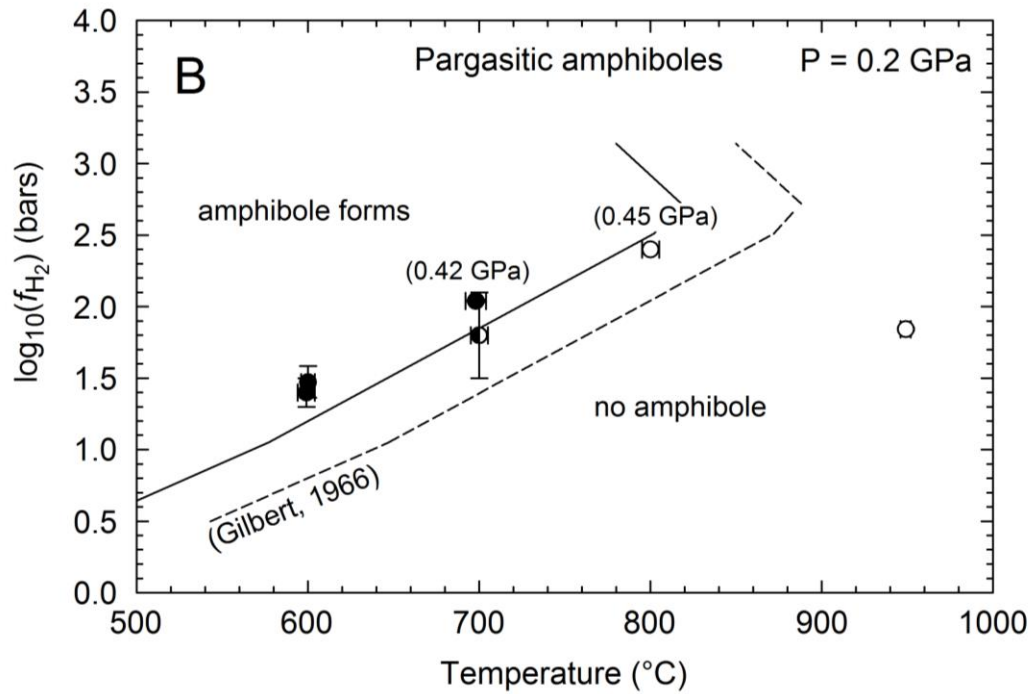 B
Pargasitic amphiboles
P = 0.2 GPa
amphibole forms
(0.45 GPa)
(0.42 GPa)
no amphibole
(Gilbert, 1966)
log₁₀(fH₂) (bars)
4.0
3.5
3.0
2.5
2.0
1.5
1.0
0.5
0.0
500 600 700 800 900 1000
Temperature (°C)